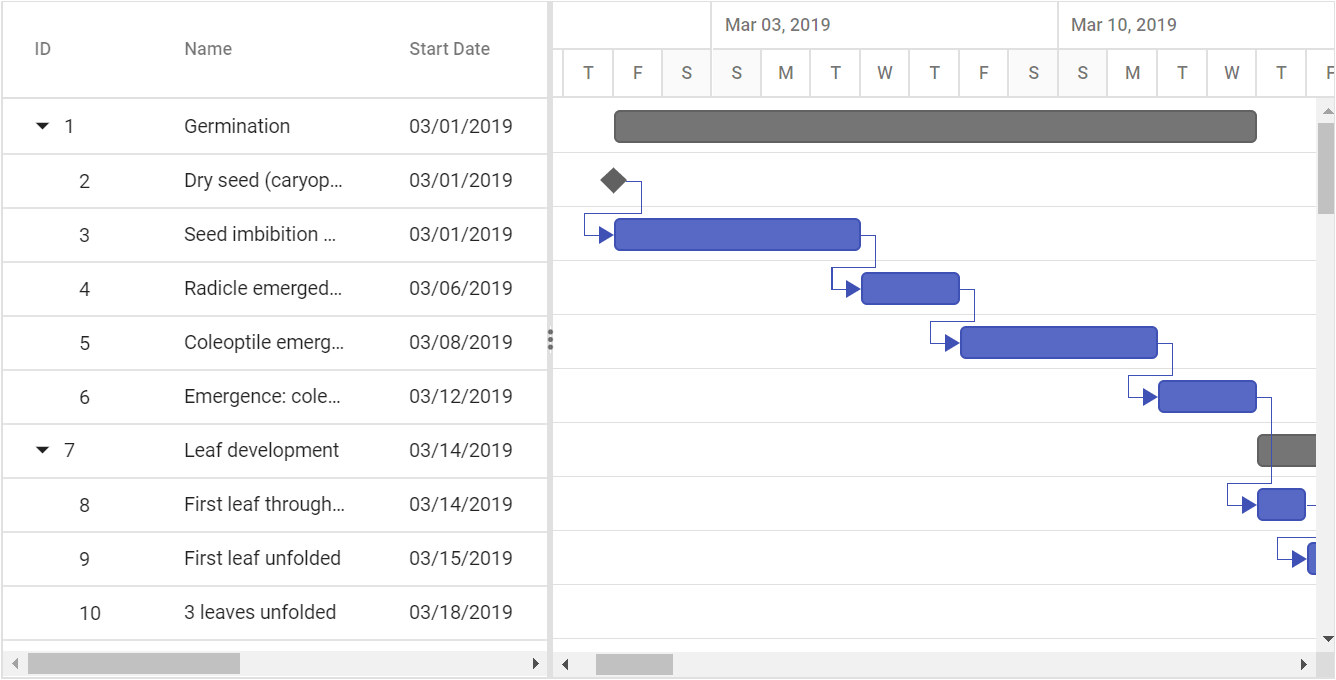 ID Name Start Date Mar 03, 2019 Mar 10, 2019
T F S S M T W T F S S M T W T F
1 Germination 03/01/2019
2 Dry seed (caryop... 03/01/2019
3 Seed imbibition ... 03/01/2019
4 Radicle emerged... 03/06/2019
5 Coleoptile emerg... 03/08/2019
6 Emergence: cole... 03/12/2019
7 Leaf development 03/14/2019
8 First leaf through... 03/14/2019
9 First leaf unfolded 03/15/2019
10 3 leaves unfolded 03/18/2019